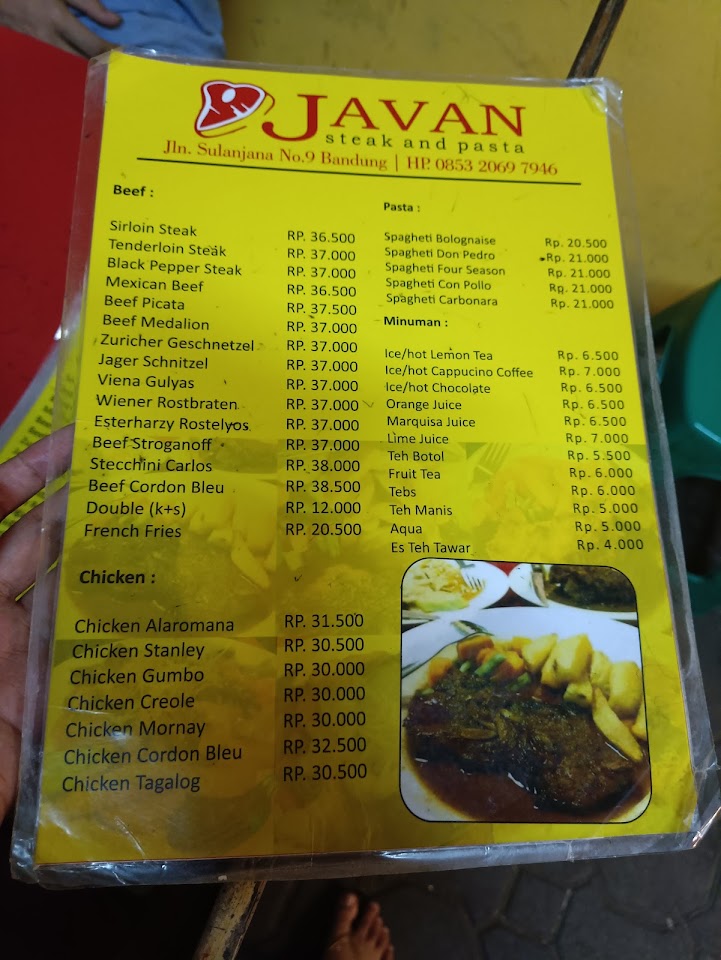 JAVAN
steak and pasta
Jln. Sulanjana No.9 Bandung | HP. 0853 2069 7946
Beef :
Sirloin Steak RP. 36.500
Tenderloin Steak RP. 37.000
Black Pepper Steak RP. 37.000
Mexican Beef RP. 36.500
Beef Picata RP. 37.500
Beef Medalion RP. 37.000
Zuricher Geschnetzel RP. 37.000
Jager Schnitzel RP. 37.000
Viena Gulyas RP. 37.000
Wiener Rostbraten RP. 37.000
Esterharzy Rostelyos RP. 37.000
Beef Stroganoff RP. 37.000
Stecchini Carlos RP. 38.000
Beef Cordon Bleu RP. 38.500
Double (k+s) RP. 12.000
French Fries RP. 20.500
Chicken :
Chicken Alaromana RP. 31.500
Chicken Stanley RP. 30.500
Chicken Gumbo RP. 30.000
Chicken Creole RP. 30.000
Chicken Mornay RP. 30.000
Chicken Cordon Bleu RP. 32.500
Chicken Tagalog RP. 30.500
Pasta :
Spagheti Bolognaise Rp. 20.500
Spagheti Don Pedro Rp. 21.000
Spagheti Four Season Rp. 21.000
Spagheti Con Pollo Rp. 21.000
Spagheti Carbonara Rp. 21.000
Minuman :
Ice/hot Lemon Tea Rp. 6.500
Ice/hot Cappucino Coffee Rp. 7.000
Ice/hot Chocolate Rp. 6.500
Orange Juice Rp. 6.500
Marquisa Juice Rp. 6.500
Lime Juice Rp. 7.000
Teh Botol Rp. 5.500
Fruit Tea Rp. 6.000
Tebs Rp. 6.000
Teh Manis Rp. 5.000
Aqua Rp. 5.000
Es Teh Tawar Rp. 4.000